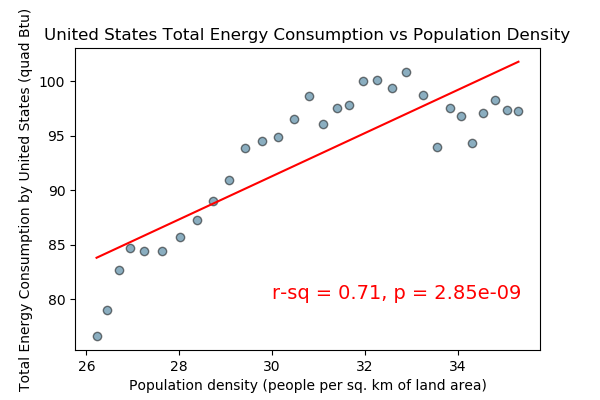 United States Total Energy Consumption vs Population Density
Total Energy Consumption by United States (quad Btu)
100
95
90
85
80
r-sq = 0.71, p = 2.85e-09
26
28
30
32
34
Population density (people per sq. km of land area)